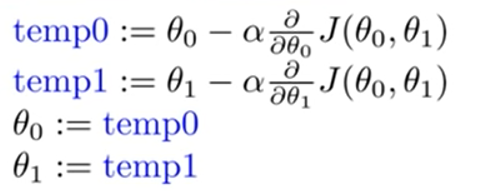 temp0 := θ₀ − α ∂/∂θ₀ J(θ₀, θ₁)
temp1 := θ₁ − α ∂/∂θ₁ J(θ₀, θ₁)
θ₀ := temp0
θ₁ := temp1